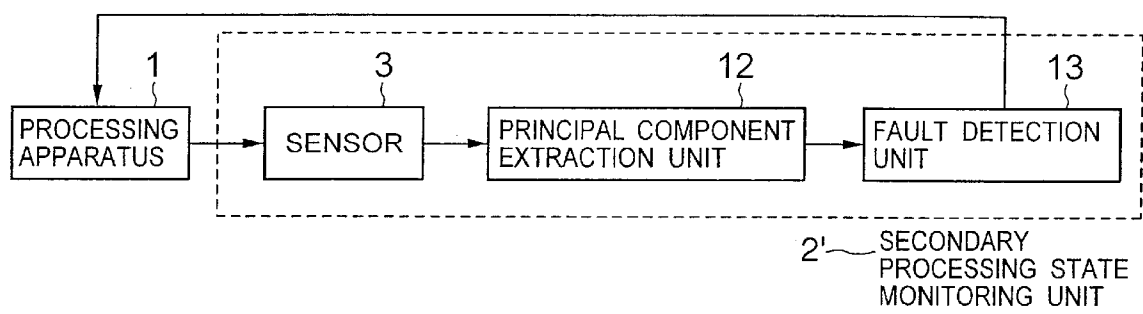 1
3
12
13
PROCESSING
APPARATUS
SENSOR
PRINCIPAL COMPONENT
EXTRACTION UNIT
FAULT DETECTION
UNIT
2' SECONDARY
PROCESSING STATE
MONITORING UNIT